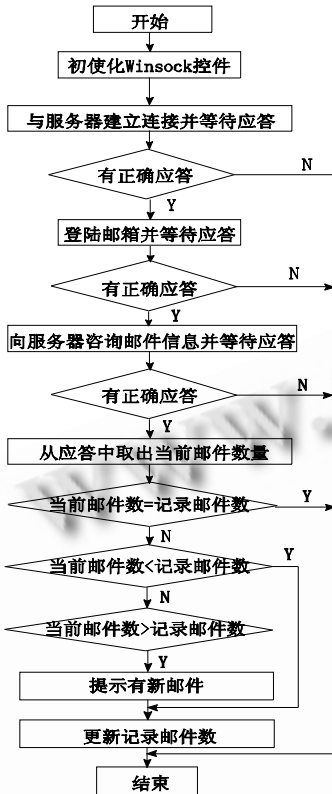 开始
初使化Winsock控件
与服务器建立连接并等待应答
有正确应答
N
Y
登陆邮箱并等待应答
有正确应答
N
Y
向服务器咨询邮件信息并等待应答
有正确应答
N
Y
从应答中取出当前邮件数量
当前邮件数=记录邮件数
Y
N
当前邮件数<记录邮件数
Y
N
当前邮件数>记录邮件数
Y
提示有新邮件
更新记录邮件数
结束